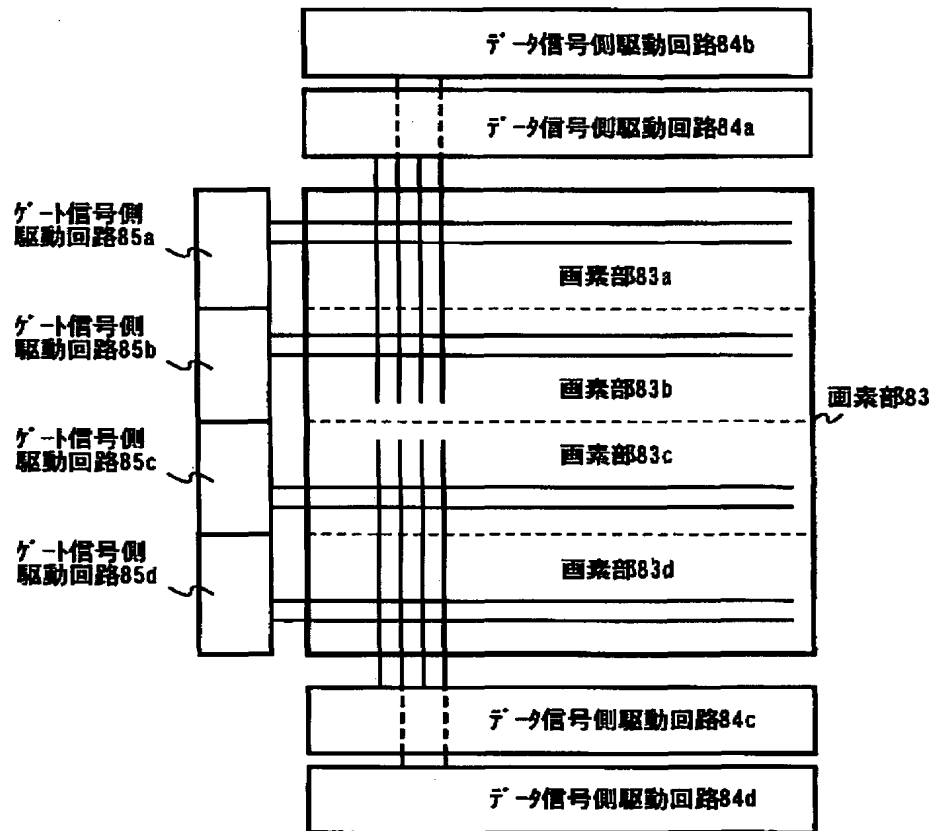 データ信号側駆動回路84b
データ信号側駆動回路84a
ゲート信号側
駆動回路85a
画素部83a
ゲート信号側
駆動回路85b
画素部83b
画素部83
ゲート信号側
駆動回路85c
画素部83c
ゲート信号側
駆動回路85d
画素部83d
データ信号側駆動回路84c
データ信号側駆動回路84d